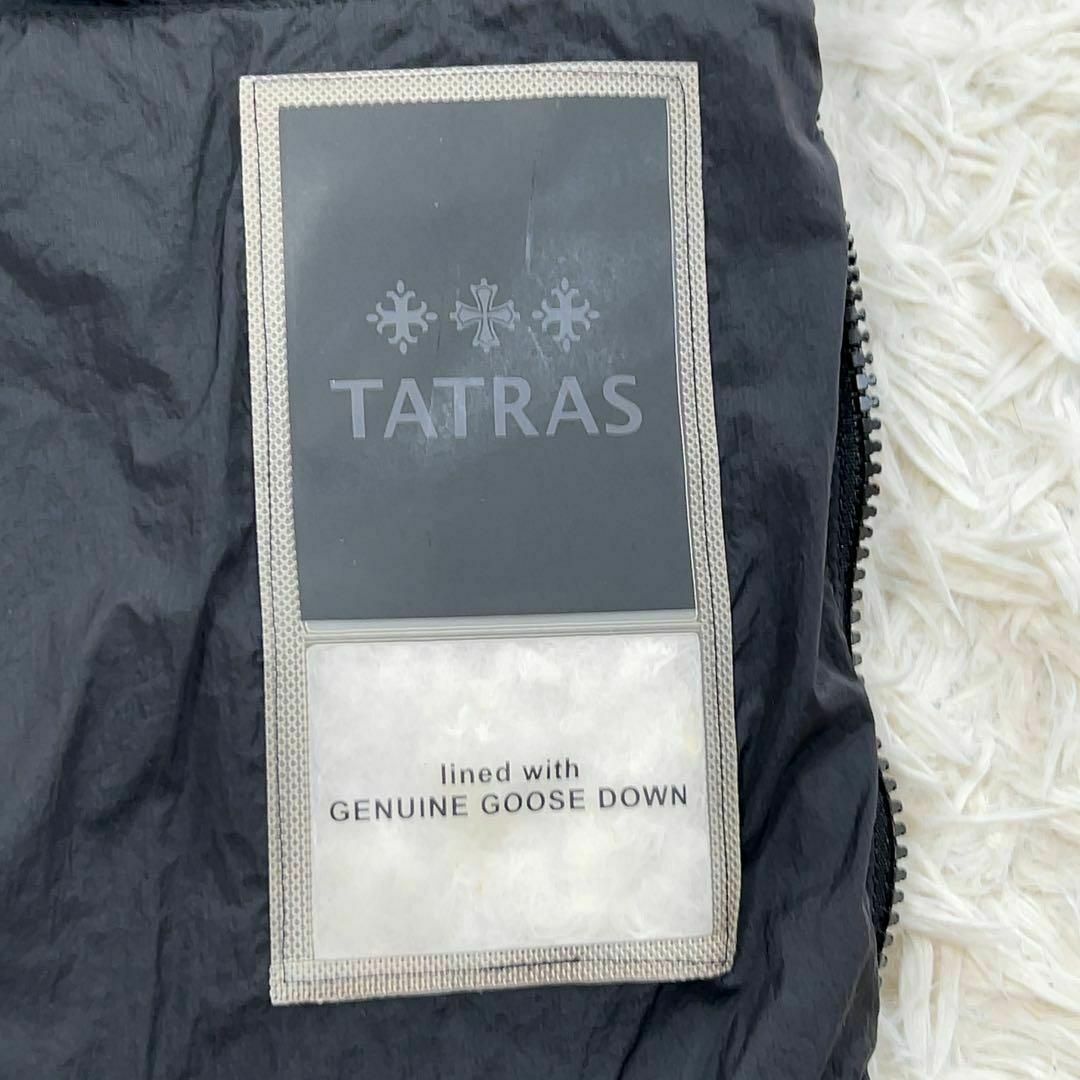 TATRAS
lined with
GENUINE GOOSE DOWN